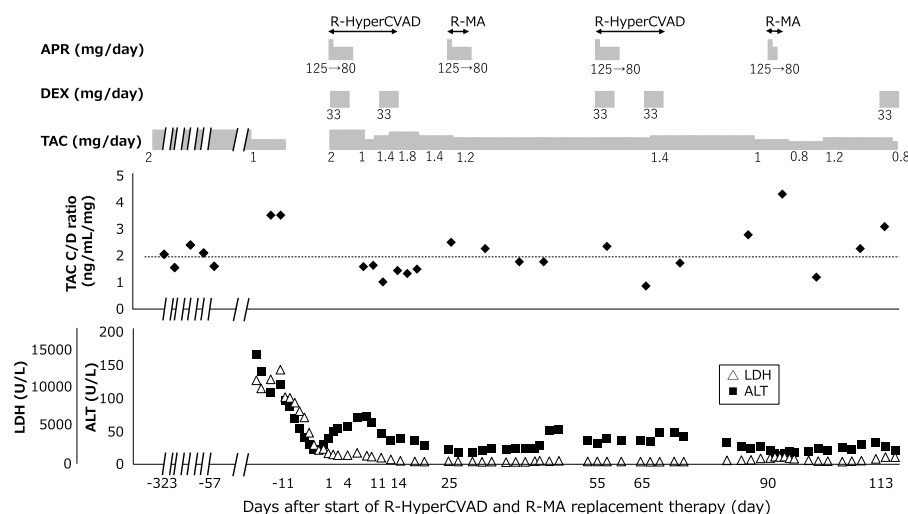 R-HyperCVAD R-MA R-HyperCVAD R-MA
APR (mg/day)
125→80 125→80 125→80 125→80
DEX (mg/day)
33 33 33 33 33
TAC (mg/day)
2 1 2 1 1.4 1.8 1.4 1.2 1.4 1 0.8 1.2 0.8
TAC C/D ratio
(ng/mL/mg)
5
4
3
2
1
0
LDH (U/L)
15000
10000
5000
0
ALT (U/L)
200
150
100
50
0
△ LDH
■ ALT
-323 -57 -11 1 4 11 14 25 55 65 90 113
Days after start of R-HyperCVAD and R-MA replacement therapy (day)